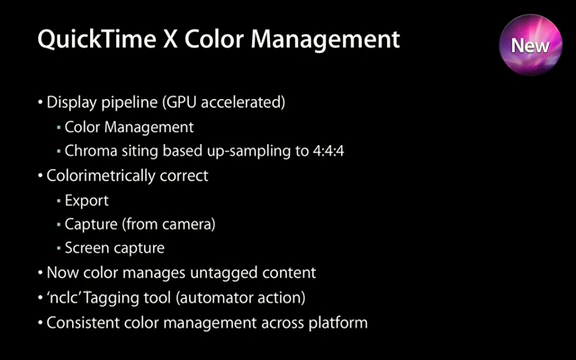 QuickTime X Color Management
New
• Display pipeline (GPU accelerated)
▪ Color Management
▪ Chroma siting based up-sampling to 4:4:4
• Colorimetrically correct
▪ Export
▪ Capture (from camera)
▪ Screen capture
• Now color manages untagged content
• ‘nclc’ Tagging tool (automator action)
• Consistent color management across platform